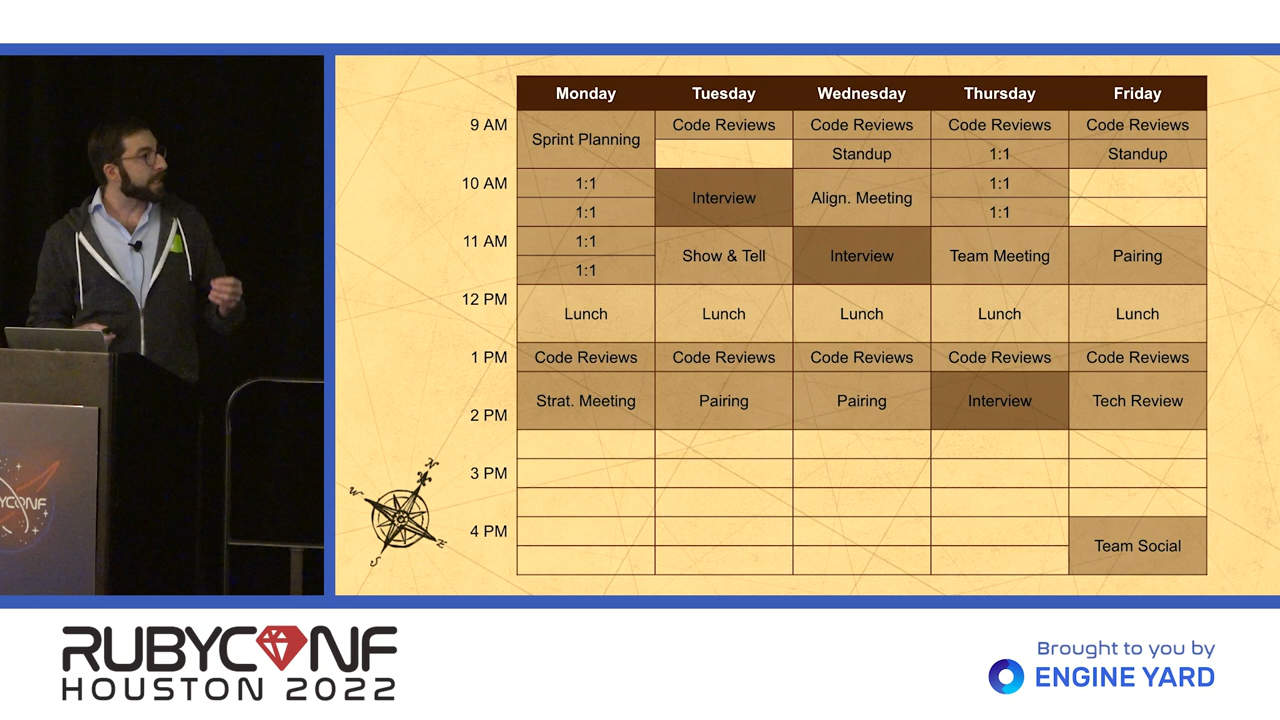 Monday Tuesday Wednesday Thursday Friday
9 AM Sprint Planning Code Reviews Code Reviews Code Reviews Code Reviews
Standup 1:1 Standup
10 AM 1:1 Interview Align. Meeting 1:1
1:1 1:1
11 AM 1:1 Show & Tell Interview Team Meeting Pairing
1:1
12 PM Lunch Lunch Lunch Lunch Lunch
1 PM Code Reviews Code Reviews Code Reviews Code Reviews Code Reviews
Strat. Meeting Pairing Pairing Interview Tech Review
2 PM
3 PM
4 PM Team Social
N
W
E
S
YCONF
RUBYCONF
HOUSTON 2022
Brought to you by
ENGINE YARD